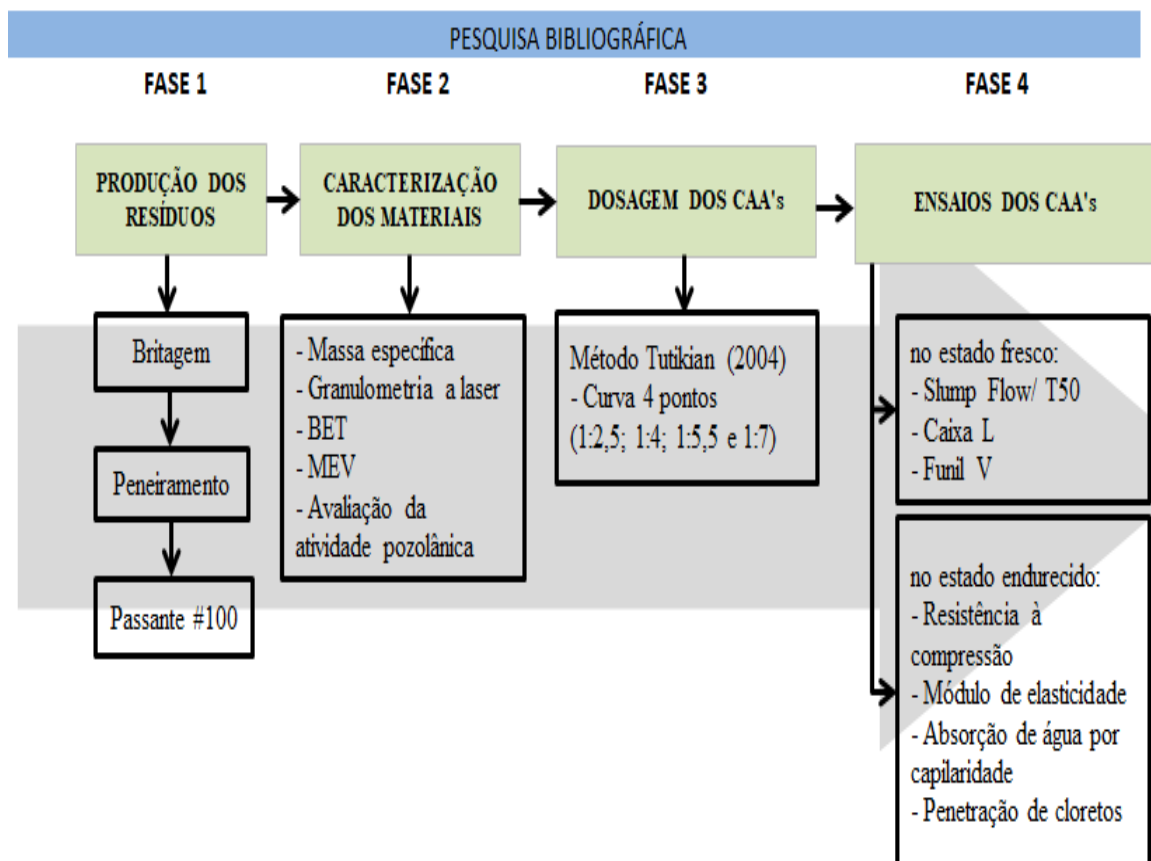 PESQUISA BIBLIOGRÁFICA
FASE 1
FASE 2
FASE 3
FASE 4
PRODUÇÃO DOS
RESÍDUOS
CARACTERIZAÇÃO
DOS MATERIAIS
DOSAGEM DOS CAA's
ENSAIOS DOS CAA's
Britagem
Peneiramento
Passante #100
- Massa específica
- Granulometria a laser
- BET
- MEV
- Avaliação da
atividade pozolânica
Método Tutikian (2004)
- Curva 4 pontos
(1:2,5; 1:4; 1:5,5 e 1:7)
no estado fresco:
- Slump Flow/ T50
- Caixa L
- Funil V
no estado endurecido:
- Resistência à
compressão
- Módulo de elasticidade
- Absorção de água por
capilaridade
- Penetração de cloretos